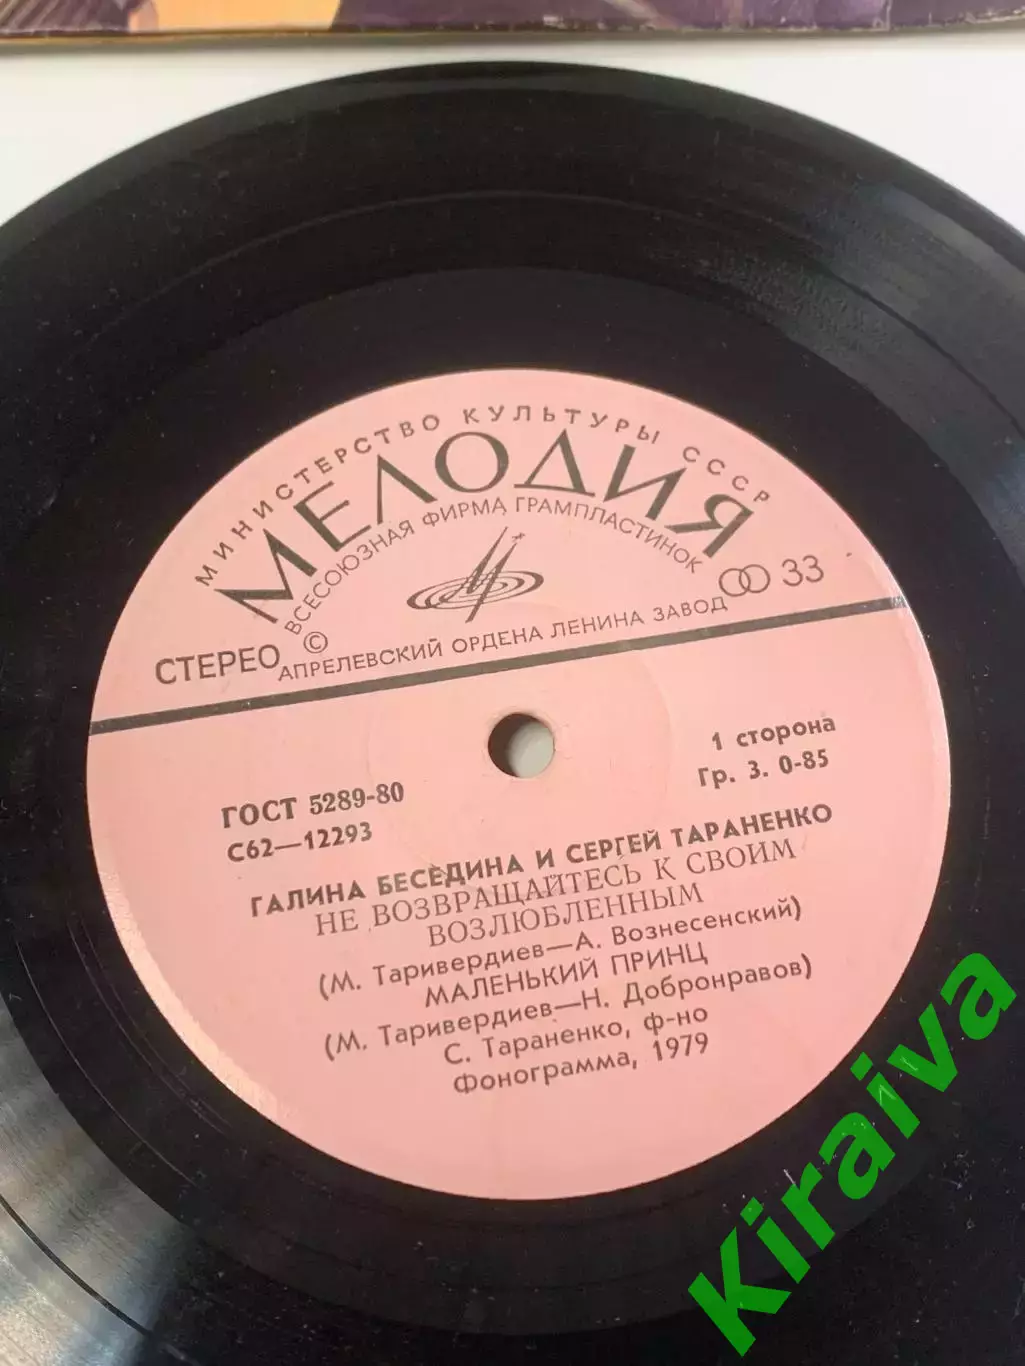 МИНИСТЕРСТВО КУЛЬТУРЫ СССР
МЕЛОДИЯ
ВСЕСОЮЗНАЯ ФИРМА ГРАМПЛАСТИНОК
©
СТЕРЕО
АПРЕЛЕВСКИЙ ОРДЕНА ЛЕНИНА ЗАВОД
33
1 сторона
ГОСТ 5289-80
Гр. 3. 0-85
С62—12293
ГАЛИНА БЕСЕДИНА И СЕРГЕЙ ТАРАНЕНКО
НЕ ВОЗВРАЩАЙТЕСЬ К СВОИМ
ВОЗЛЮБЛЕННЫМ
(М. Таривердиев—А. Вознесенский)
МАЛЕНЬКИЙ ПРИНЦ
(М. Таривердиев—Н. Добронравов)
С. Тараненко, ф-но
Фонограмма, 1979
Kiraiva